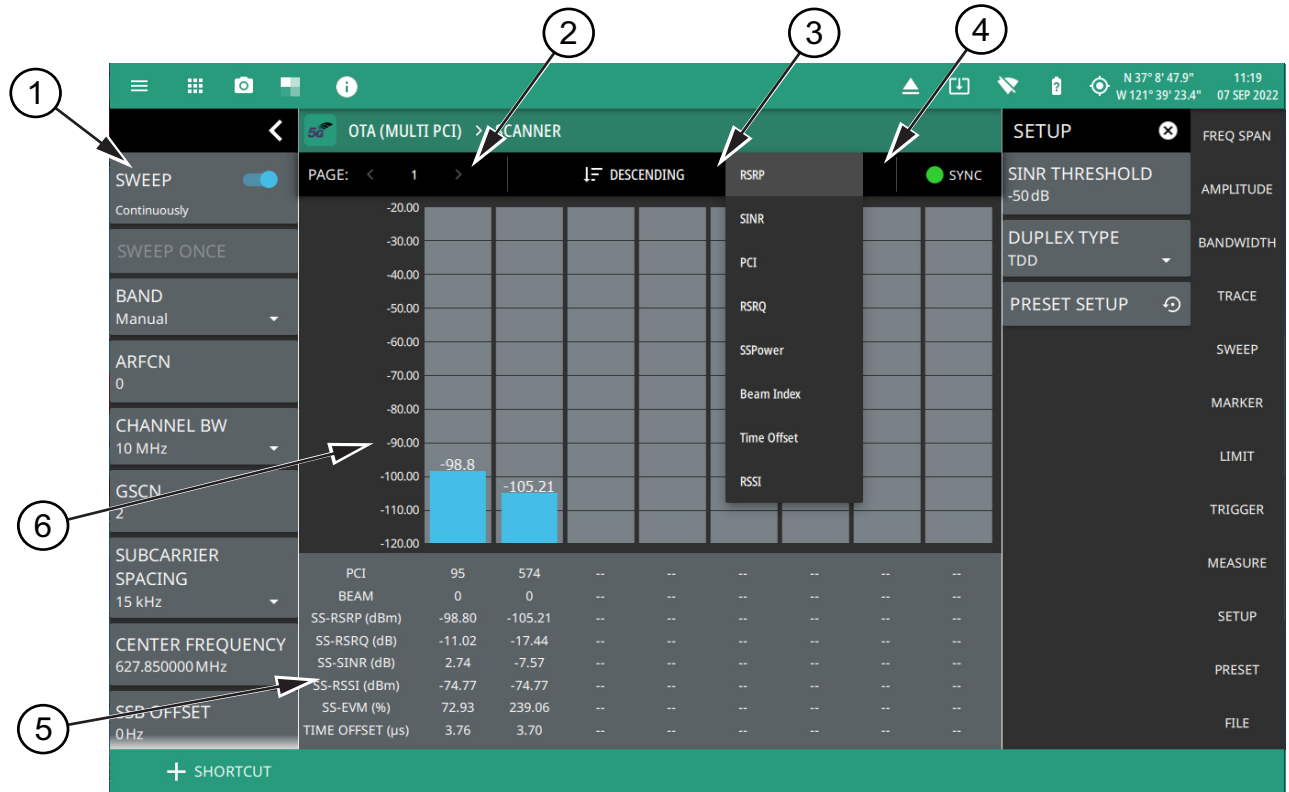 1
2
3
4
5
6
N 37° 8' 47.9"
W 121° 39' 23.4"
11:19
07 SEP 2022
5G
OTA (MULTI PCI) > SCANNER
SWEEP
Continuously
SWEEP ONCE
BAND
Manual
ARFCN
0
CHANNEL BW
10 MHz
GSCN
2
SUBCARRIER
SPACING
15 kHz
CENTER FREQUENCY
627.850000 MHz
SSB OFFSET
0 Hz
PAGE: < 1 >
DESCENDING
RSRP
SINR
PCI
RSRQ
SSPower
Beam Index
Time Offset
RSSI
SYNC
-20.00
-30.00
-40.00
-50.00
-60.00
-70.00
-80.00
-90.00
-100.00
-110.00
-120.00
-98.8
-105.21
PCI 95 574 -- -- -- -- -- --
BEAM 0 0 -- -- -- -- -- --
SS-RSRP (dBm) -98.80 -105.21 -- -- -- -- -- --
SS-RSRQ (dB) -11.02 -17.44 -- -- -- -- -- --
SS-SINR (dB) 2.74 -7.57 -- -- -- -- -- --
SS-RSSI (dBm) -74.77 -74.77 -- -- -- -- -- --
SS-EVM (%) 72.93 239.06 -- -- -- -- -- --
TIME OFFSET (µs) 3.76 3.70 -- -- -- -- -- --
SETUP
SINR THRESHOLD
-50 dB
DUPLEX TYPE
TDD
PRESET SETUP
FREQ SPAN
AMPLITUDE
BANDWIDTH
TRACE
SWEEP
MARKER
LIMIT
TRIGGER
MEASURE
SETUP
PRESET
FILE
+ SHORTCUT